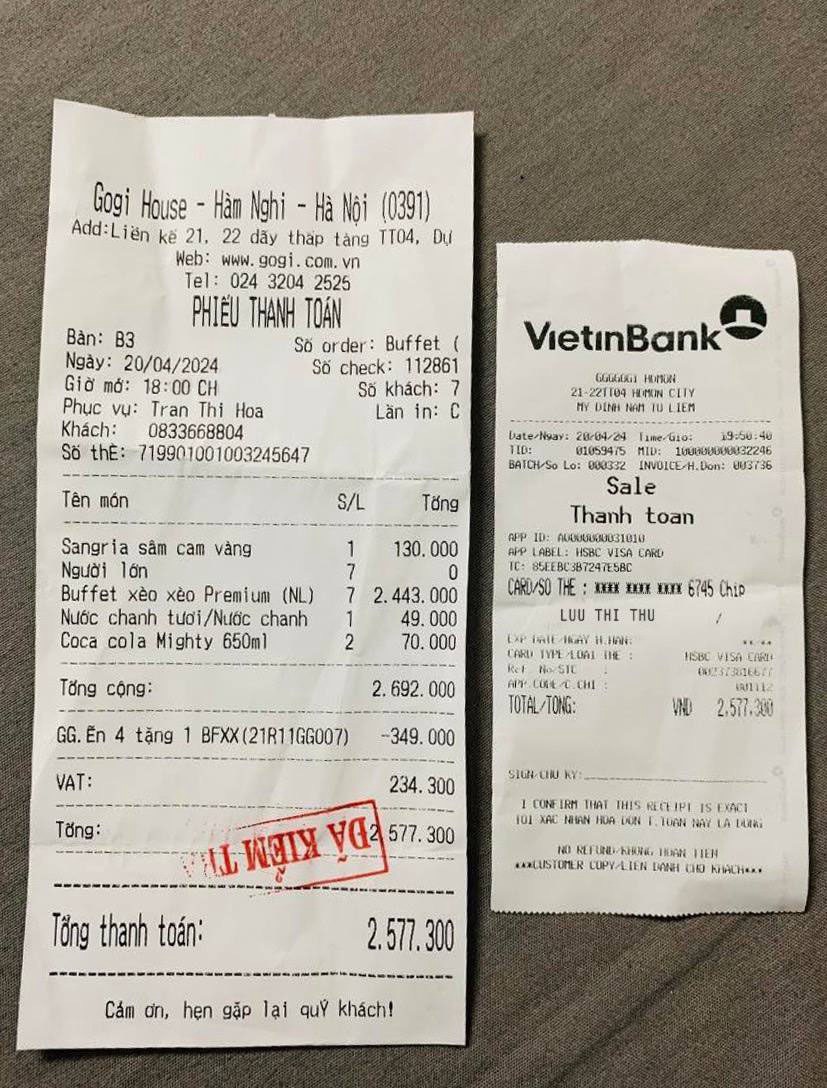 Gogi House - Hàm Nghi - Hà Nội (0391)
Add:Liên kế 21, 22 dãy thấp tầng TT04, Dự
Web: www.gogi.com.vn
Tel: 024 3204 2525
PHIẾU THANH TOÁN
Bàn: B3 Số order: Buffet (
Ngày: 20/04/2024 Số check: 112861
Giờ mở: 18:00 CH Số khách: 7
Phục vụ: Tran Thi Hoa Lần in: C
Khách: 0833668804
Số thẺ: 719901001003245647
Tên món S/L Tổng
Sangria sâm cam vàng 1 130.000
Người lớn 7 0
Buffet xèo xèo Premium (NL) 7 2.443.000
Nước chanh tươi/Nước chanh 1 49.000
Coca cola Mighty 650ml 2 70.000
Tổng cộng: 2.692.000
GG.Ăn 4 tặng 1 BFXX(21R11GG007) -349.000
VAT: 234.300
Tổng: 2.577.300
ĐÃ KIỂM T
Tổng thanh toán: 2.577.300
Cảm ơn, hẹn gặp lại quÝ khách!
VietinBank
GGGGOGI HDMON
21-22TT04 HDMON CITY
MY DINH NAM TU LIEM
Date/Ngay: 20/04/24 Time/Gio: 19:50:40
TID: 01059475 MID: 10000000032246
BATCH/So Lo: 000332 INVOICE/H.Don: 003736
Sale
Thanh toan
APP ID: A0000000031010
APP LABEL: HSBC VISA CARD
TC: 85EEBC3B7247E5BC
CARD/SO THE : **** **** **** 6745 Chip
LUU THI THU /
EXP DATE/NGAY H.HAN: **/**
CARD TYPE/LOAI THE : HSBC VISA CARD
Ref. No/STC : 002373816677
APP.CODE/C.CHI : 001112
TOTAL/TONG: VND 2,577,300
SIGN/CHU KY:
I CONFIRM THAT THIS RECEIPT IS EXACT
TOI XAC NHAN HOA DON T.TOAN NAY LA DUNG
NO REFUND/KHONG HOAN TIEN
***CUSTOMER COPY/LIEN DANH CHO KHACH***